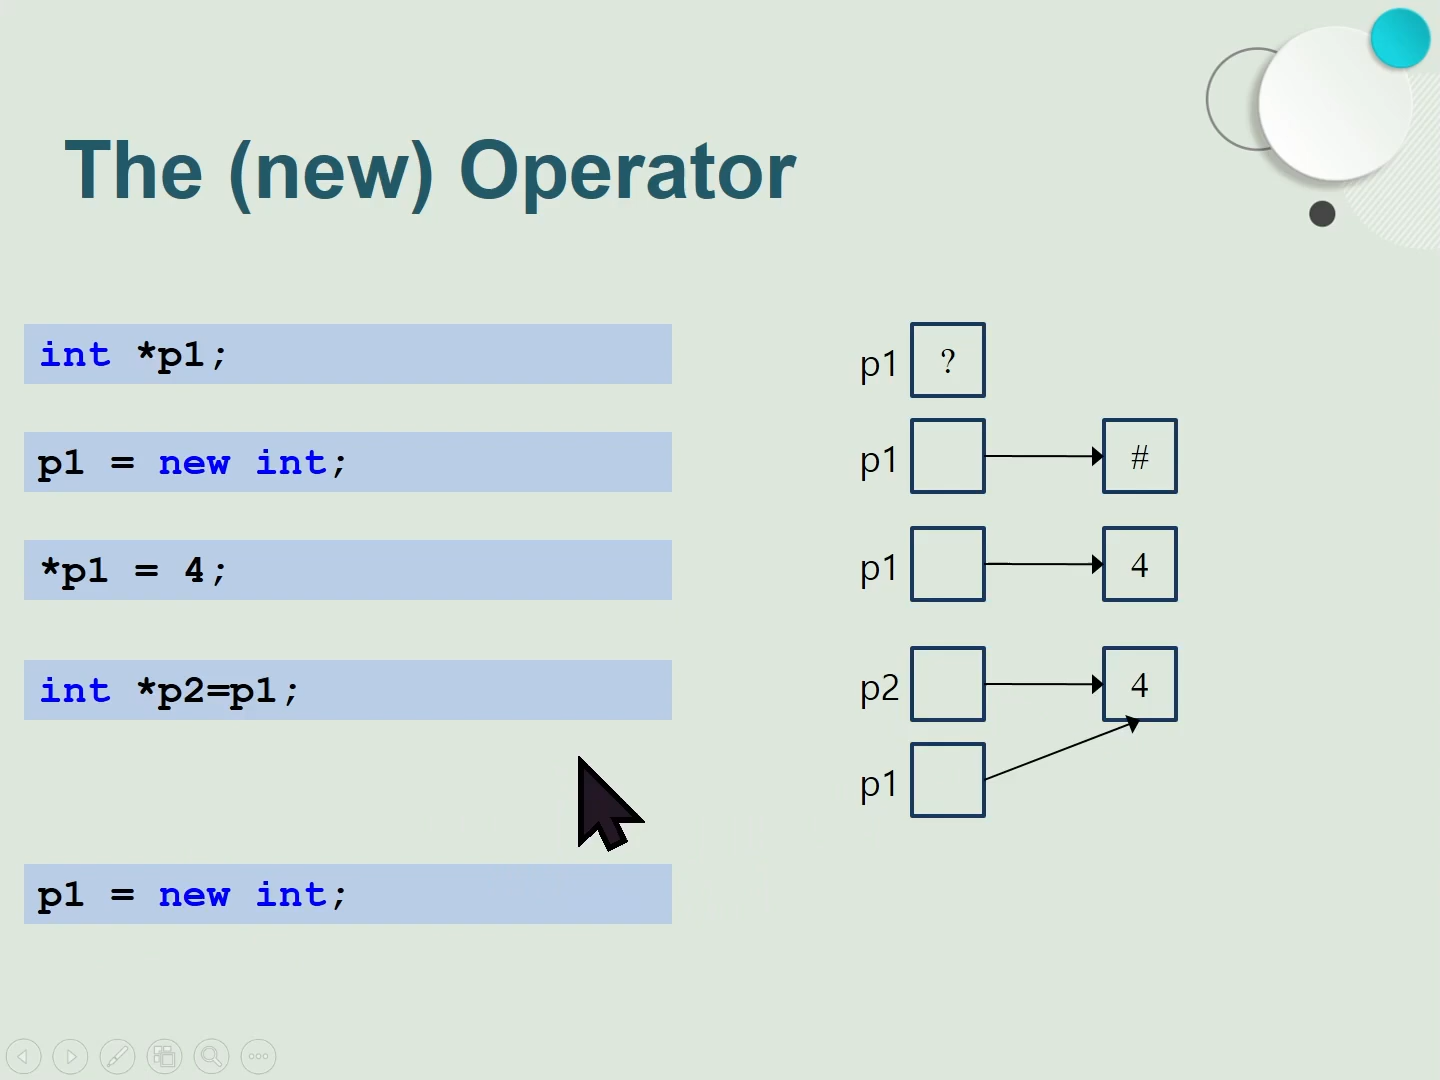 The (new) Operator
int *p1;
p1 ?
p1 = new int;
p1 #
*p1 = 4;
p1 4
int *p2=p1;
p2 4
p1
p1 = new int;